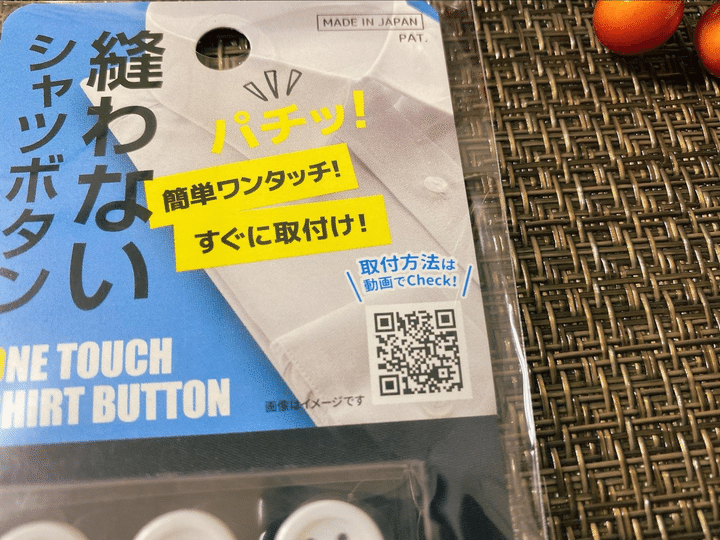 MADE IN JAPAN
PAT.
縫わない
シャツボタン
パチッ!
簡単ワンタッチ!
すぐに取付け!
取付方法は
動画でCheck!
ONE TOUCH
HIRT BUTTON
画像はイメージです